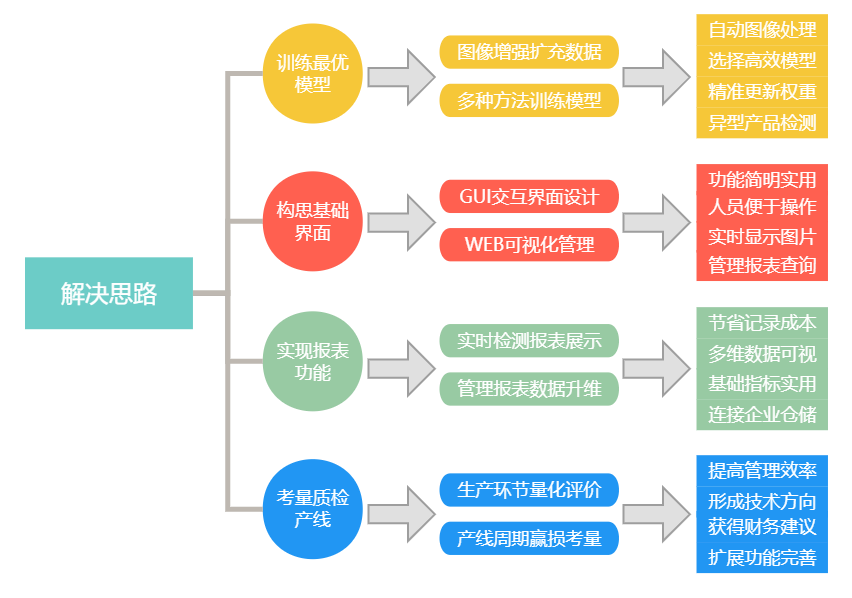 解决思路
训练最优
模型
图像增强扩充数据
多种方法训练模型
自动图像处理
选择高效模型
精准更新权重
异型产品检测
构思基础
界面
GUI交互界面设计
WEB可视化管理
功能简明实用
人员便于操作
实时显示图片
管理报表查询
实现报表
功能
实时检测报表展示
管理报表数据升维
节省记录成本
多维数据可视
基础指标实用
连接企业仓储
考量质检
产线
生产环节量化评价
产线周期赢损考量
提高管理效率
形成技术方向
获得财务建议
扩展功能完善